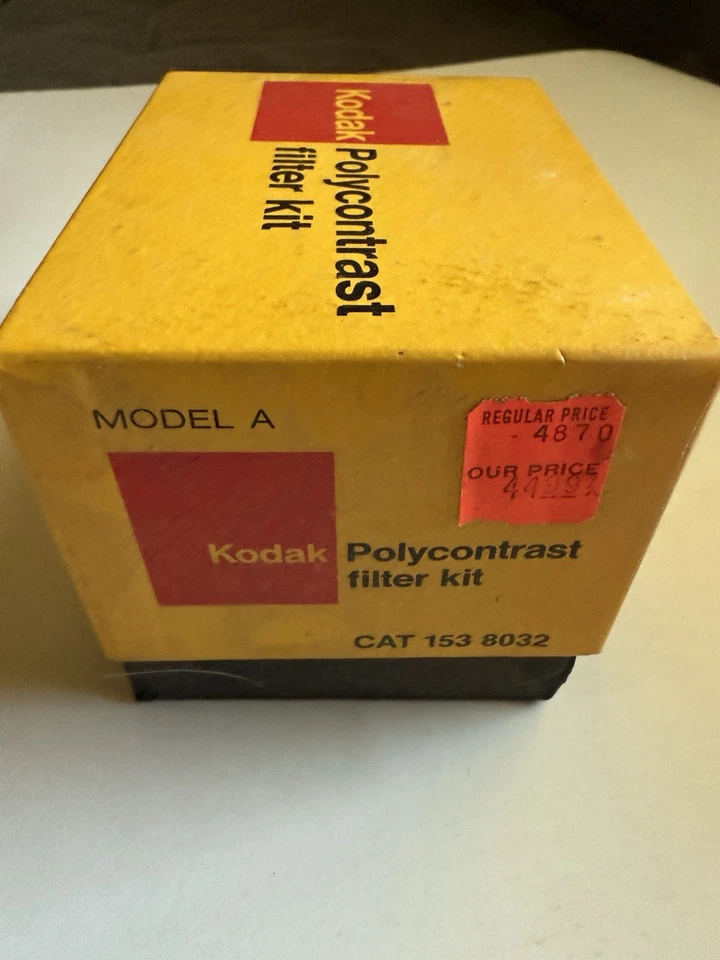 Kodak Polycontrast
filter kit
MODEL A
REGULAR PRICE
4870
OUR PRICE
Kodak Polycontrast
filter kit
CAT 153 8032